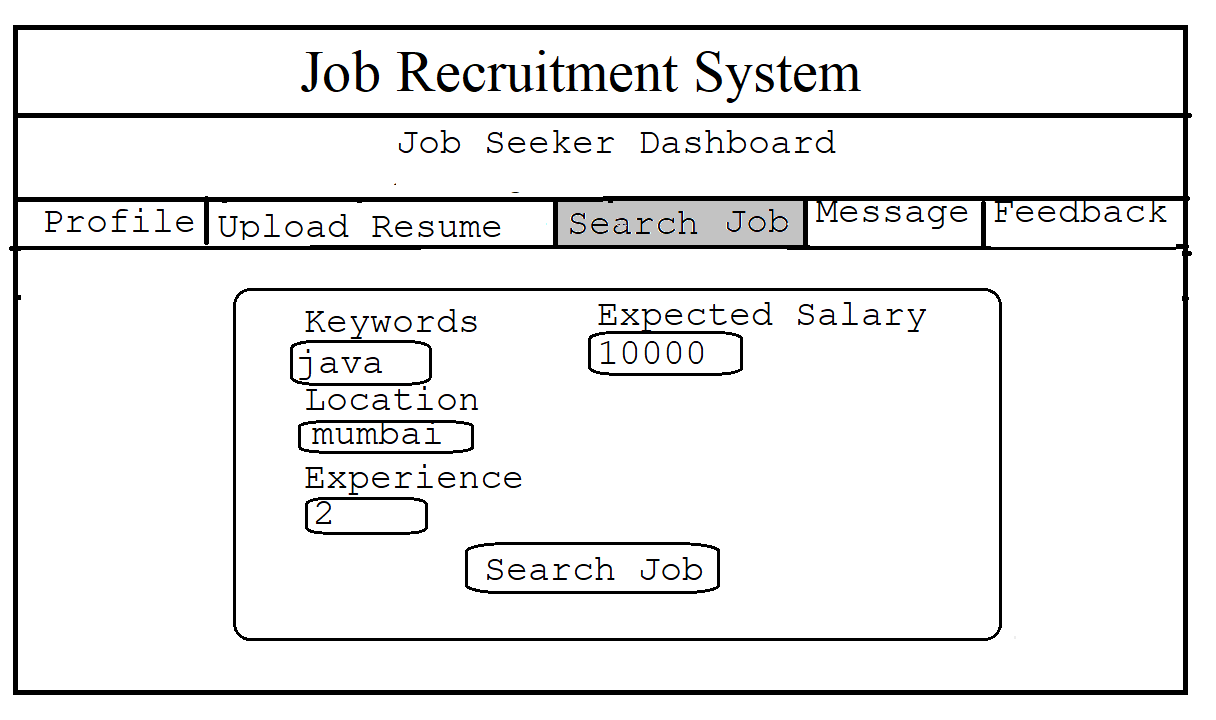 Job Recruitment System
Job Seeker Dashboard
Profile Upload Resume Search Job Message Feedback
Keywords Expected Salary
java 10000
Location
mumbai
Experience
2
Search Job